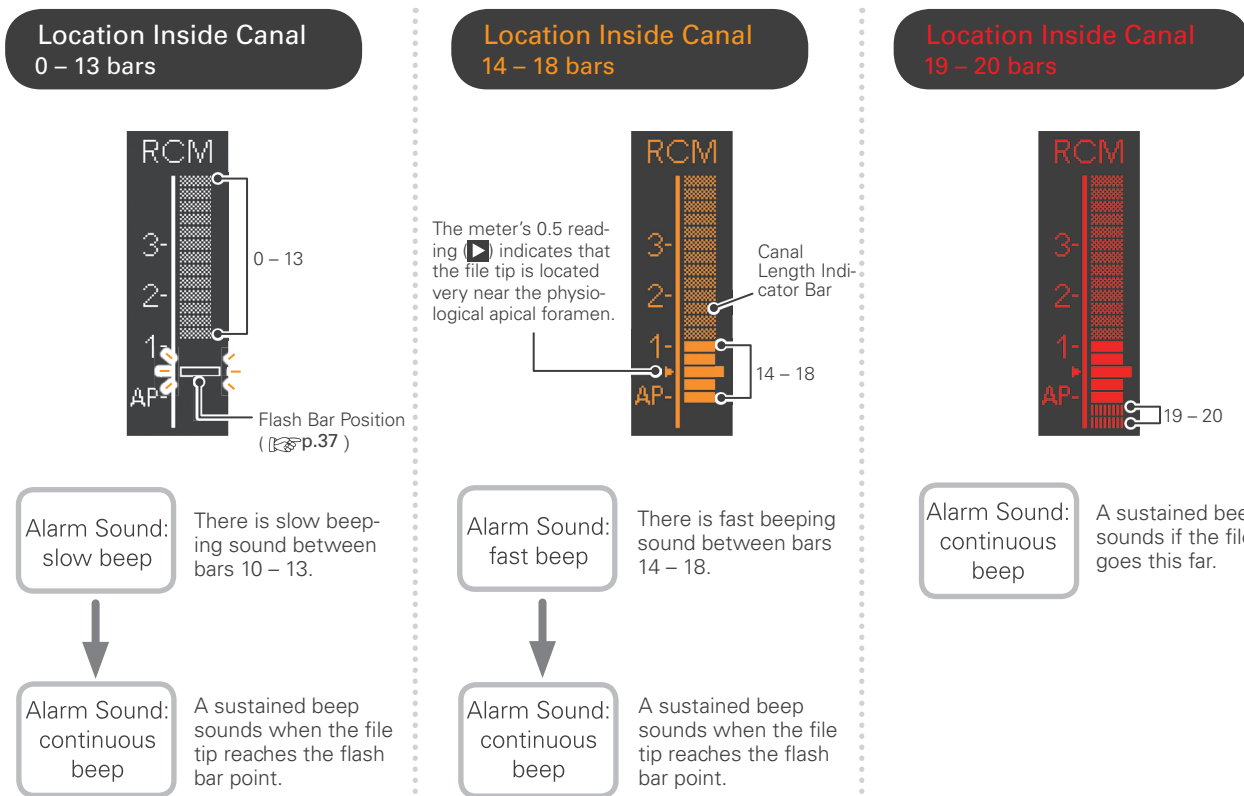 Location Inside Canal
0 – 13 bars
RCM
3-
2-
1-
AP-
0 – 13
Flash Bar Position
( p.37 )
Alarm Sound:
slow beep
There is slow beep-
ing sound between
bars 10 – 13.
Alarm Sound:
continuous
beep
A sustained beep
sounds when the file
tip reaches the flash
bar point.
Location Inside Canal
14 – 18 bars
The meter's 0.5 read-
ing ( ) indicates that
the file tip is located
very near the physio-
logical apical foramen.
RCM
3-
2-
1-
AP-
Canal
Length Indi-
cator Bar
14 – 18
Alarm Sound:
fast beep
There is fast beeping
sound between bars
14 – 18.
Alarm Sound:
continuous
beep
A sustained beep
sounds when the file
tip reaches the flash
bar point.
Location Inside Canal
19 – 20 bars
RCM
3-
2-
1-
AP-
19 – 20
Alarm Sound:
continuous
beep
A sustained bee
sounds if the file
goes this far.